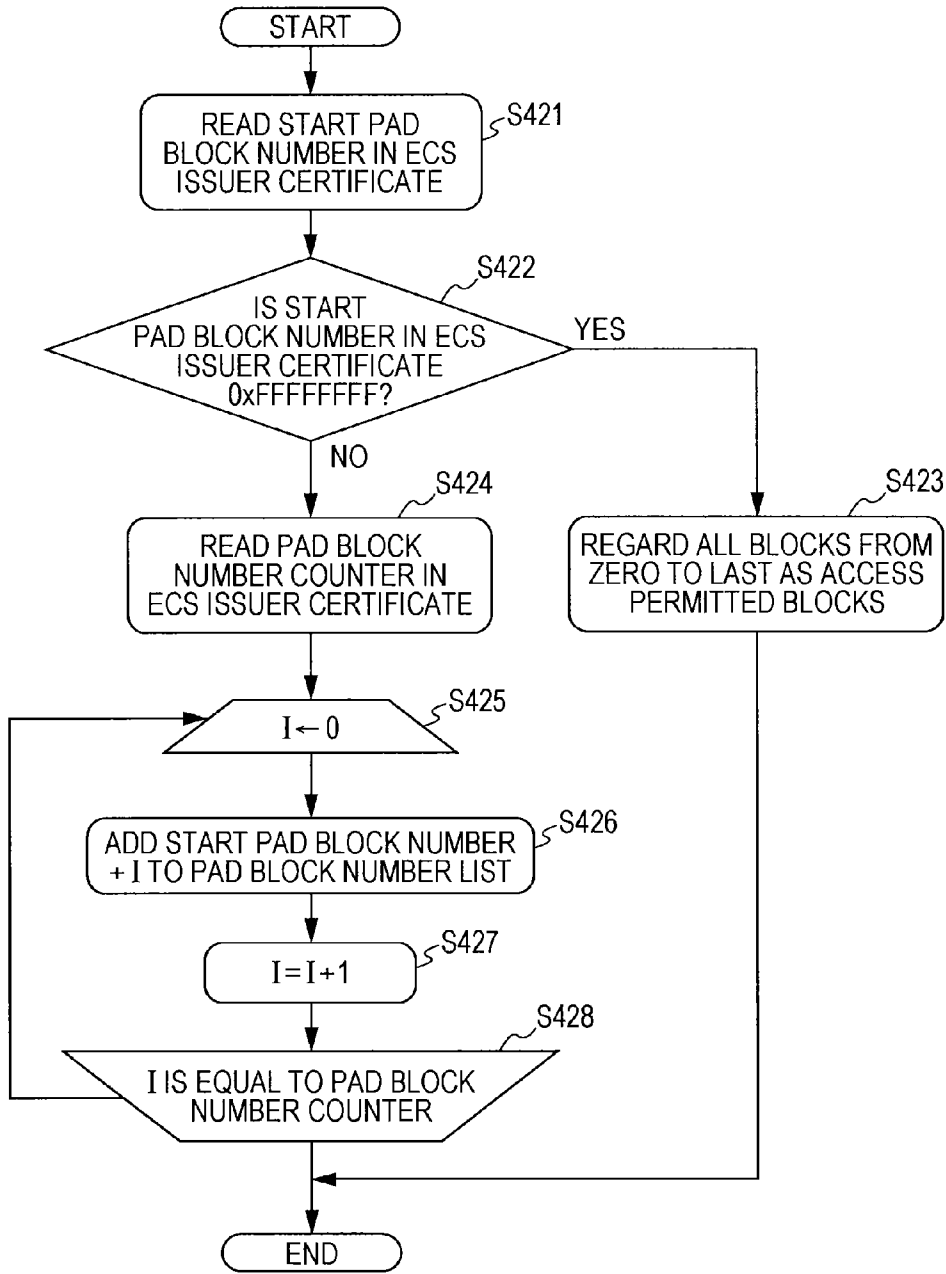 START
READ START PAD
BLOCK NUMBER IN ECS
ISSUER CERTIFICATE
S421
S422
IS START
PAD BLOCK NUMBER IN ECS
ISSUER CERTIFICATE
0xFFFFFFFF?
YES
NO
S424
READ PAD BLOCK
NUMBER COUNTER IN
ECS ISSUER CERTIFICATE
S423
REGARD ALL BLOCKS FROM
ZERO TO LAST AS ACCESS
PERMITTED BLOCKS
S425
I←0
S426
ADD START PAD BLOCK NUMBER
+I TO PAD BLOCK NUMBER LIST
S427
I=I+1
S428
I IS EQUAL TO PAD BLOCK
NUMBER COUNTER
END